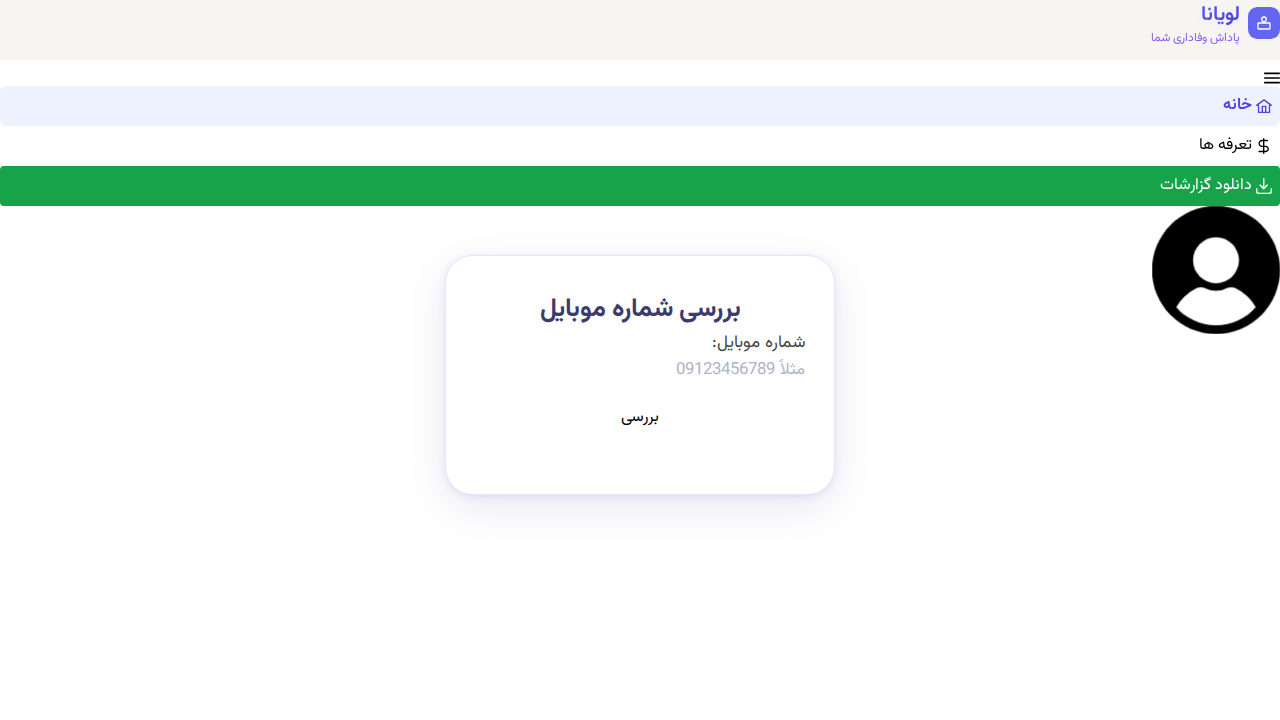 لویانا
پاداش وفاداری شما
خانه
تعرفه ها
دانلود گزارشات
بررسی شماره موبایل
شماره موبایل:
مثلاً 09123456789
بررسی